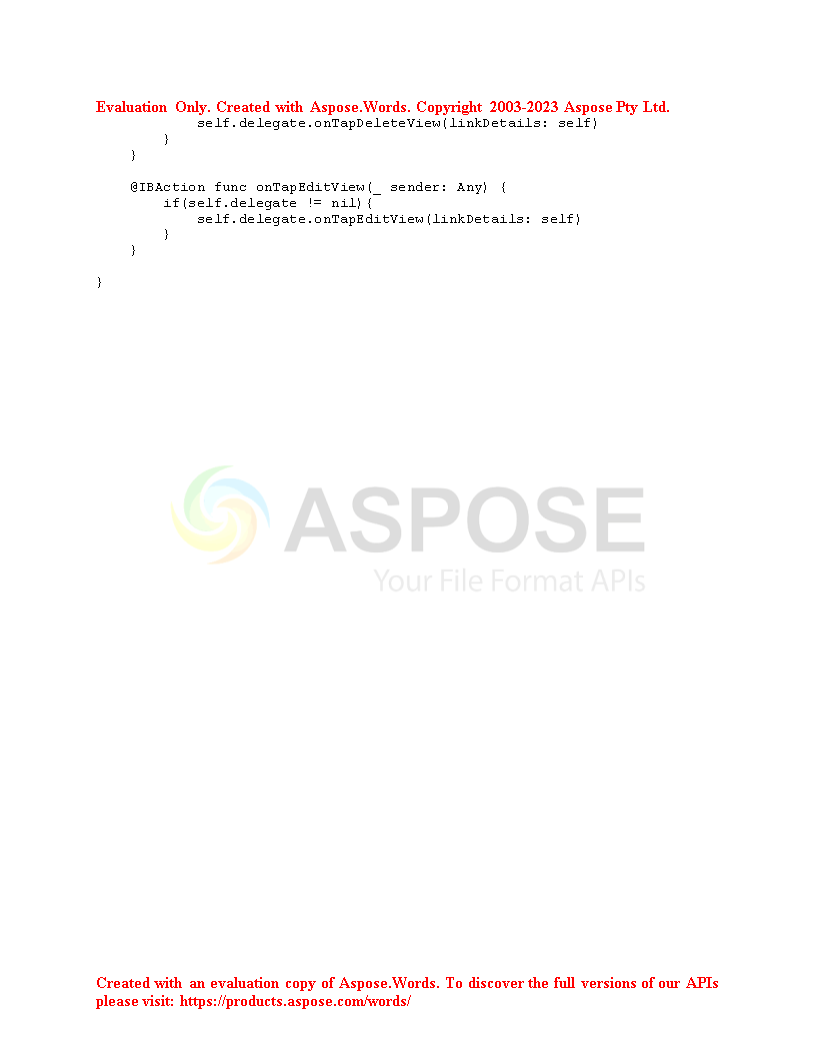 Evaluation Only. Created with Aspose.Words. Copyright 2003-2023 Aspose Pty Ltd.
            self.delegate.onTapDeleteView(linkDetails: self)
        }
    }

    @IBAction func onTapEditView(_ sender: Any) {
        if(self.delegate != nil){
            self.delegate.onTapEditView(linkDetails: self)
        }
    }

}
ASPOSE
Your File Format APIs
Created with an evaluation copy of Aspose.Words. To discover the full versions of our APIs
please visit: https://products.aspose.com/words/